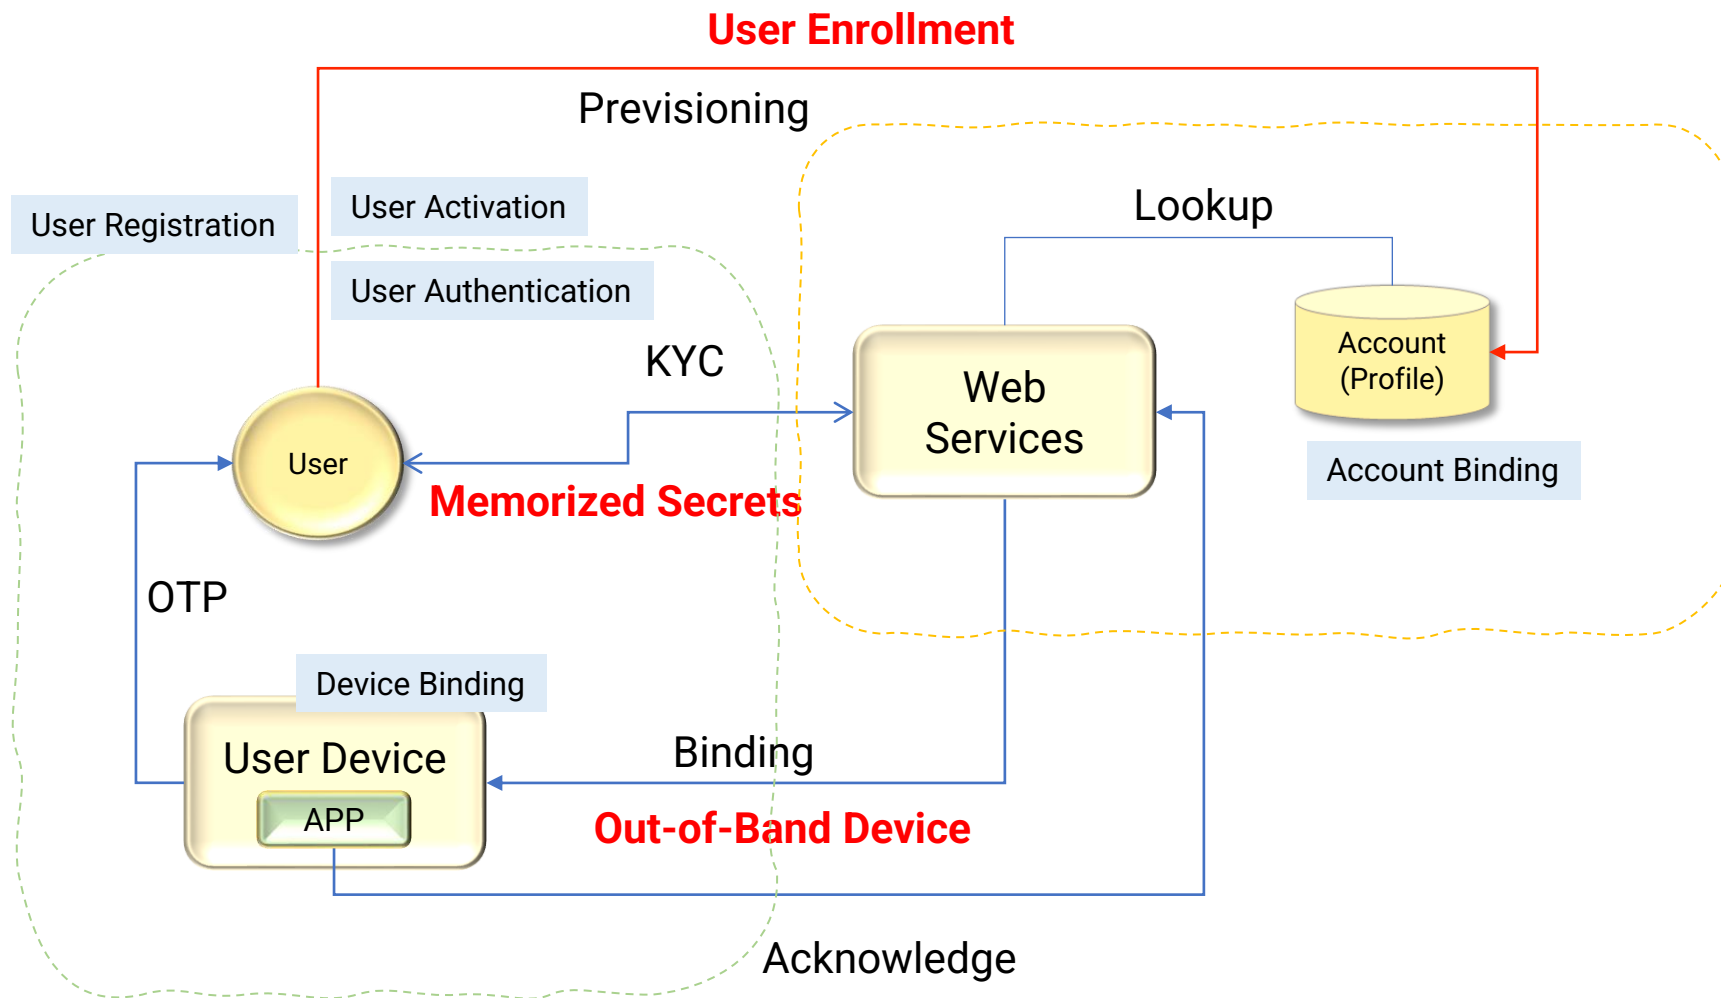 User Enrollment
Previsioning
User Registration
User Activation
Lookup
User Authentication
Account
(Profile)
KYC
Web
Services
User
Memorized Secrets
Account Binding
OTP
Device Binding
User Device
Binding
APP
Out-of-Band Device
Acknowledge